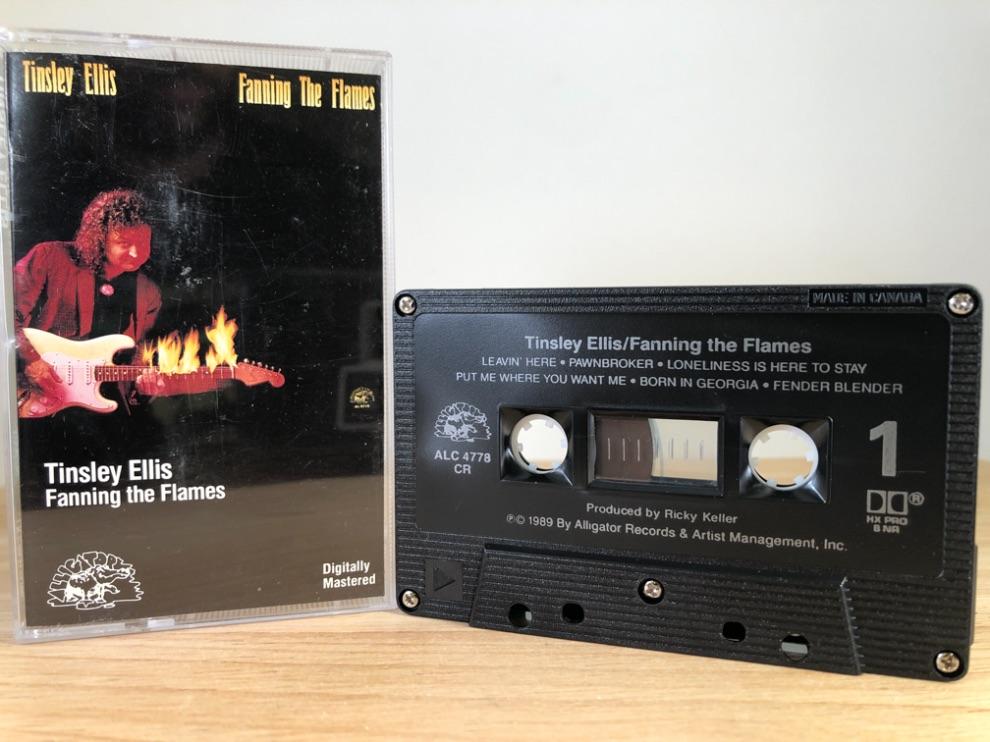 Tinsley Ellis
Fanning The Flames
Tinsley Ellis
Fanning the Flames
Digitally
Mastered
MADE IN CANADA
Tinsley Ellis/Fanning the Flames
LEAVIN' HERE • PAWNBROKER • LONELINESS IS HERE TO STAY
PUT ME WHERE YOU WANT ME • BORN IN GEORGIA • FENDER BLENDER
ALC 4778
CR
1
HX PRO
B NR
Produced by Ricky Keller
℗© 1989 By Alligator Records & Artist Management, Inc.